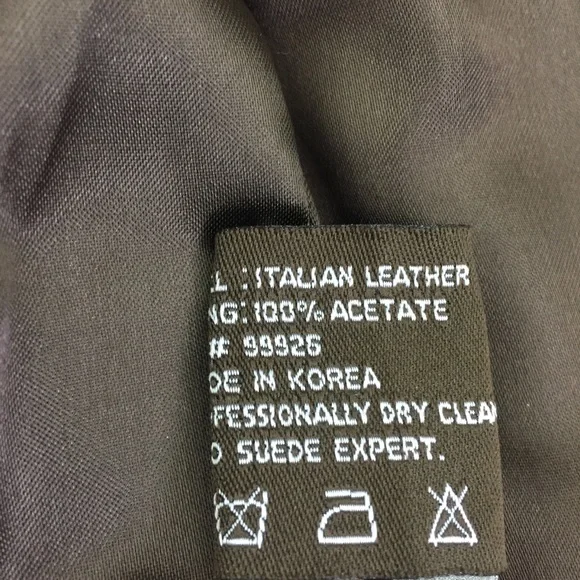 L : ITALIAN LEATHER
NG: 100% ACETATE
# 99926
DE IN KOREA
FESSIONALLY DRY CLEA
O SUEDE EXPERT.